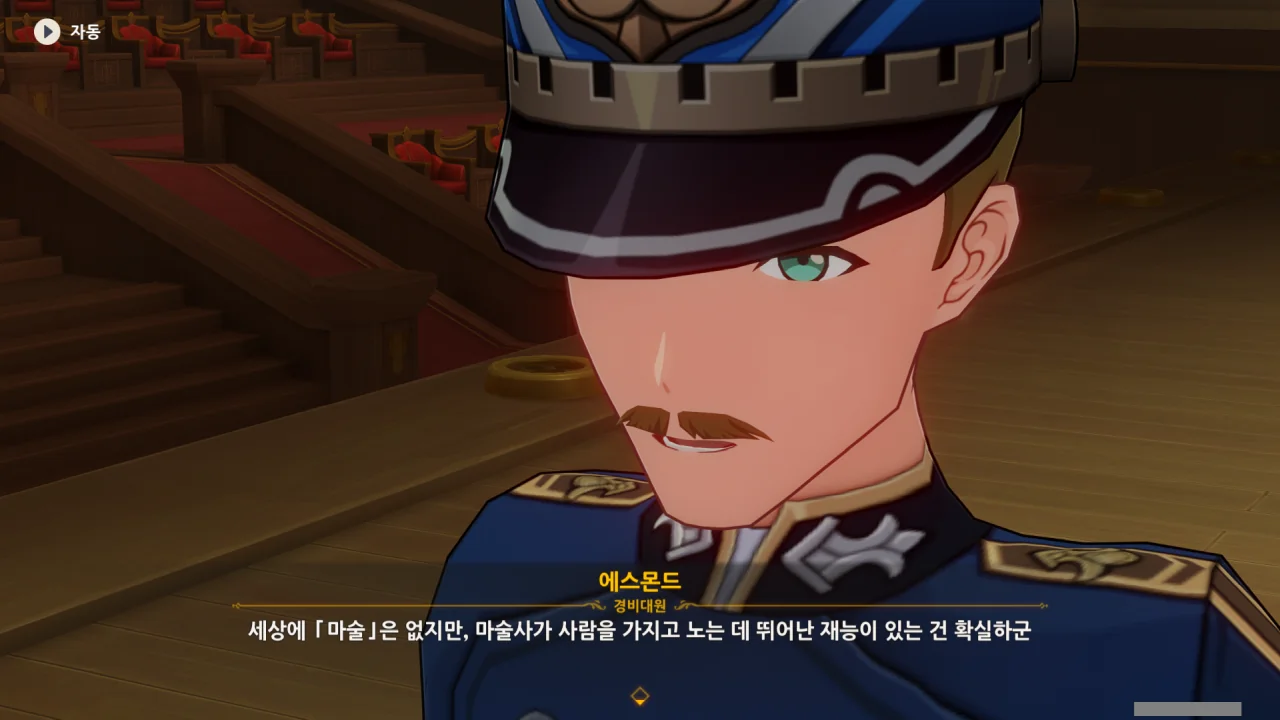 자동
에스몬드
경비대원
세상에 「마술」은 없지만, 마술사가 사람을 가지고 노는 데 뛰어난 재능이 있는 건 확실하군